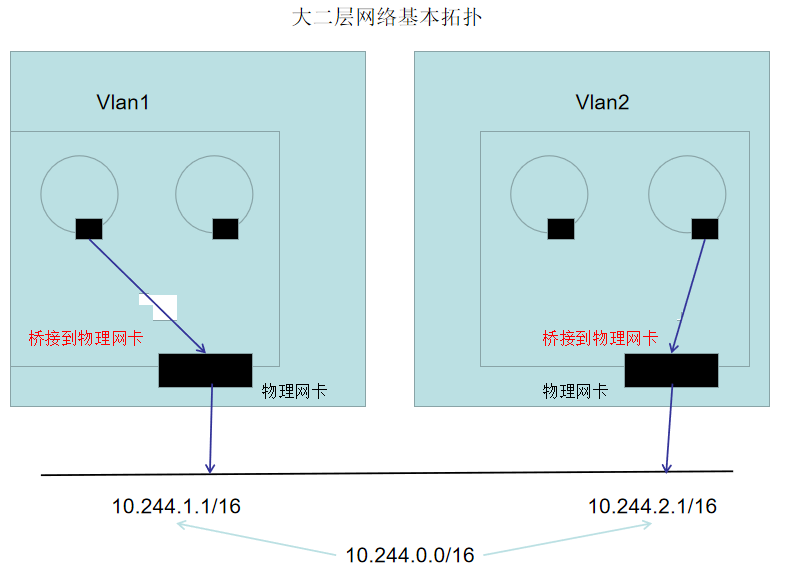 大二层网络基本拓扑
Vlan1
Vlan2
桥接到物理网卡
桥接到物理网卡
物理网卡
物理网卡
10.244.1.1/16
10.244.2.1/16
10.244.0.0/16